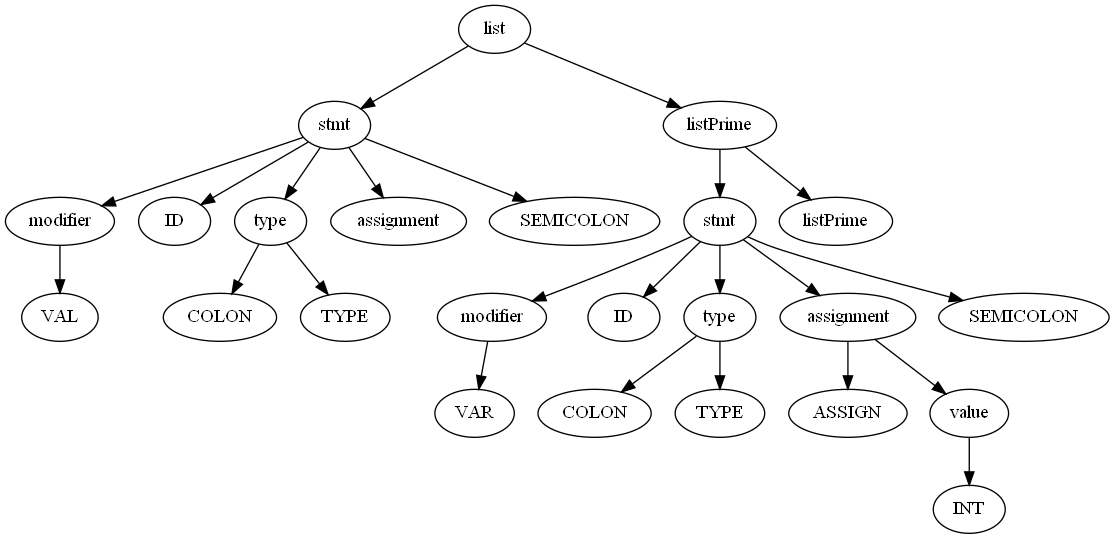 list
stmt
listPrime
modifier
ID
type
assignment
SEMICOLON
stmt
listPrime
VAL
COLON
TYPE
modifier
ID
type
assignment
SEMICOLON
VAR
COLON
TYPE
ASSIGN
value
INT